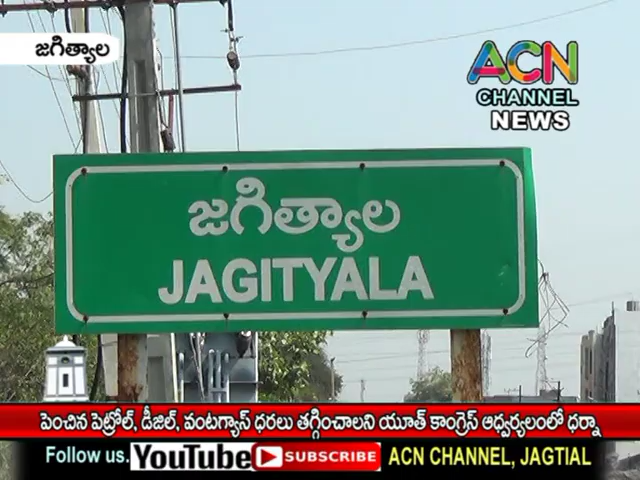 జగిత్యాల
ACN
CHANNEL
NEWS
జగిత్యాల
JAGITYALA
పెంచిన పెట్రోల్, డీజిల్, వంటగ్యాస్ ధరలు తగ్గించాలని యూత్ కాంగ్రెస్ ఆధ్వర్యలంలో ధర్నా
Follow us. YouTube SUBSCRIBE ACN CHANNEL, JAGTIAL